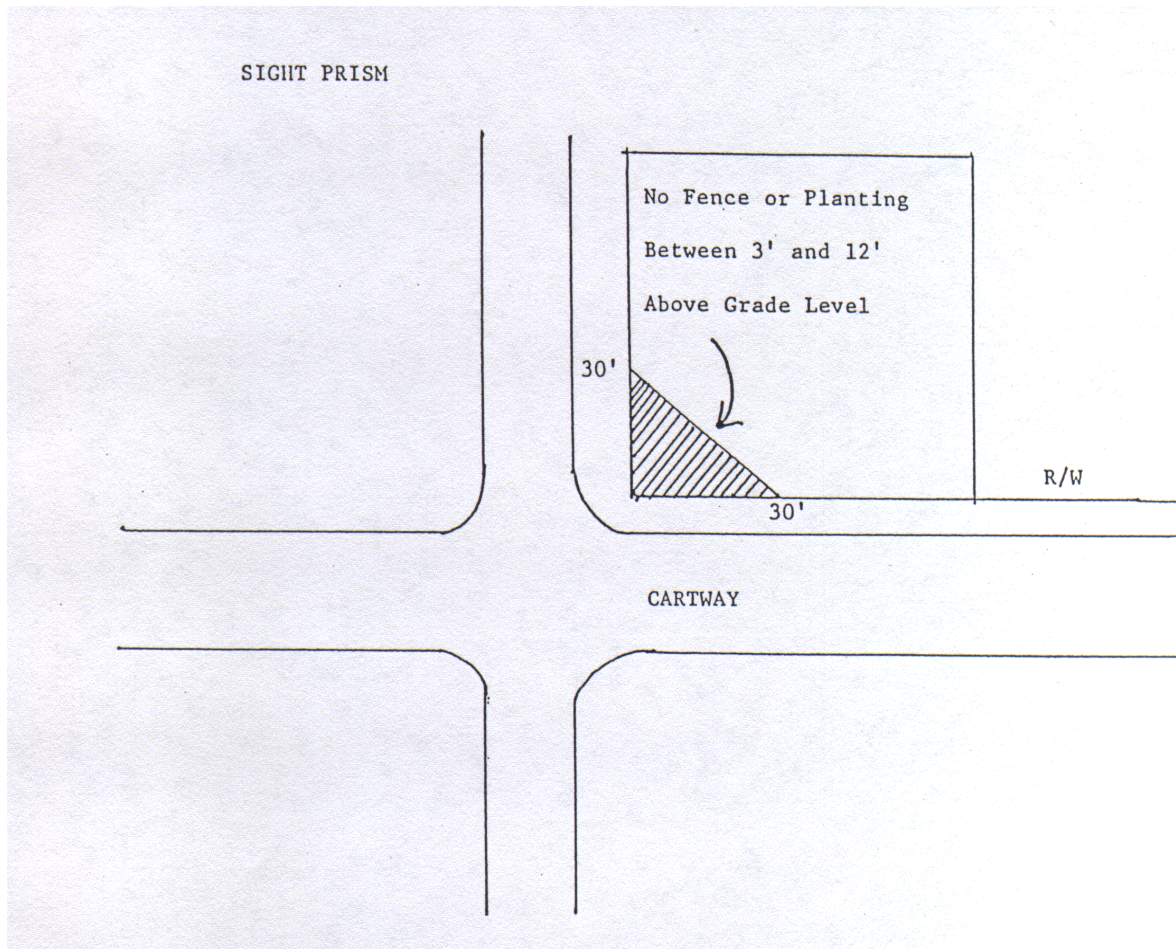 SIGHT PRISM
No Fence or Planting
Between 3' and 12'
Above Grade Level
30'
R/W
30'
CARTWAY